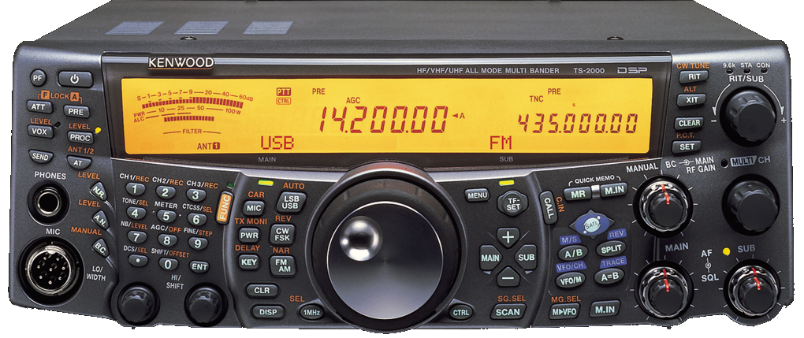 KENWOOD
HF/VHF/UHF ALL MODE MULTI BANDER TS-2000 DSP
PF
F LOCK A
ATT PRE
LEVEL LEVEL
VOX PROC
ANT 1/2
SEND AT
S 1 3 5 7 9 20 40 60dB
PWR 10 25 50 100W
ALC
FILTER
ANT 1
PTT
CTRL
PRE
AGC
14.200.00 ◄A
USB
MAIN
PRE
TNC
435.000.00
FM
SUB
CW TUNE
RIT
ALT
XIT
CLEAR
F.C.T.
SET
9.6k STA CON
RIT/SUB
MULTI/CH
PHONES
MIC
LEVEL
NR
LEVEL
A.N.
MANUAL
BC
LO/
WIDTH
HI/
SHIFT
CH1/REC CH2/REC CH3/REC
1 2 3
TONE/SEL METER CTCSS/SEL
4 5 6
NB/LEVEL AGC/OFF FINE/STEP
7 8 9
DCS/SEL SHIFT/OFFSET
0 ENT
FUNC
CAR AUTO
MIC LSB
USB
TX MONI REV
PWR CW
FSK
DELAY NAR
KEY FM
AM
CLR
SEL
DISP 1MHz
MENU
TF-
SET
+
MAIN SUB
−
SQ.SEL
CTRL SCAN
C.IN
CALL
QUICK MEMO
MR M.IN
SATL
M/S REV
A/B SPLIT
VFO/CH TRACE
VFO/M A=B
MG.SEL
M▶VFO M.IN
MANUAL BC MAIN
RF GAIN
MAIN
AF
SQL
SUB